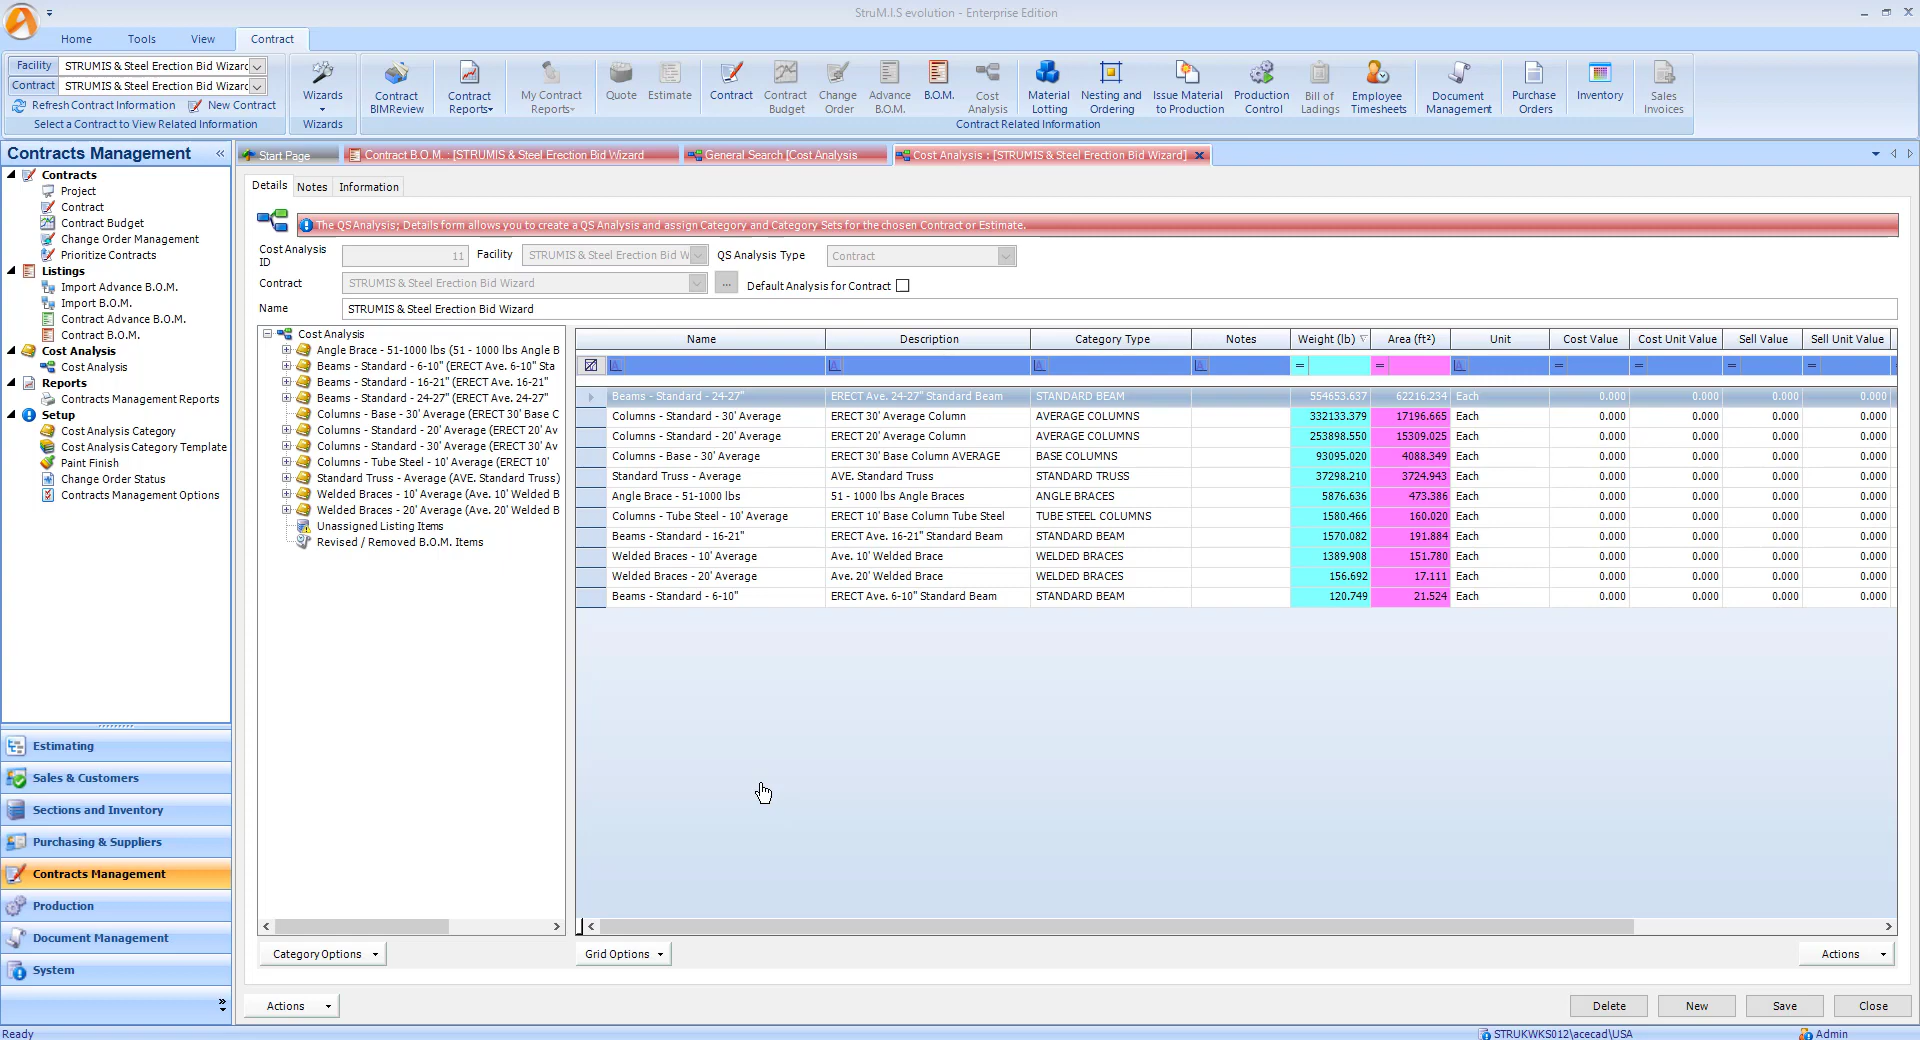 StruM.I.S evolution - Enterprise Edition
Home Tools View Contract
Facility STRUMIS & Steel Erection Bid Wizarc
Contract STRUMIS & Steel Erection Bid Wizarc
Refresh Contract Information New Contract
Select a Contract to View Related Information
Wizards
Wizards
Contract BIMReview
Contract Reports
My Contract Reports
Quote
Estimate
Contract
Contract Budget
Change Order
Advance B.O.M.
B.O.M.
Cost Analysis
Material Lotting
Nesting and Ordering
Issue Material to Production
Production Control
Bill of Ladings
Employee Timesheets
Document Management
Purchase Orders
Inventory
Sales Invoices
Contract Related Information
Contracts Management
Contracts
Project
Contract
Contract Budget
Change Order Management
Prioritize Contracts
Listings
Import Advance B.O.M.
Import B.O.M.
Contract Advance B.O.M.
Contract B.O.M.
Cost Analysis
Cost Analysis
Reports
Contracts Management Reports
Setup
Cost Analysis Category
Cost Analysis Category Template
Paint Finish
Change Order Status
Contracts Management Options
Estimating
Sales & Customers
Sections and Inventory
Purchasing & Suppliers
Contracts Management
Production
Document Management
System
Start Page
Contract B.O.M. : [STRUMIS & Steel Erection Bid Wizard
General Search [Cost Analysis
Cost Analysis : [STRUMIS & Steel Erection Bid Wizard]
Details Notes Information
The QS Analysis; Details form allows you to create a QS Analysis and assign Category and Category Sets for the chosen Contract or Estimate.
Cost Analysis ID 11 Facility STRUMIS & Steel Erection Bid W QS Analysis Type Contract
Contract STRUMIS & Steel Erection Bid Wizard ... Default Analysis for Contract
Name STRUMIS & Steel Erection Bid Wizard
Cost Analysis
Angle Brace - 51-1000 lbs (51 - 1000 lbs Angle B
Beams - Standard - 6-10" (ERECT Ave. 6-10" Sta
Beams - Standard - 16-21" (ERECT Ave. 16-21"
Beams - Standard - 24-27" (ERECT Ave. 24-27"
Columns - Base - 30' Average (ERECT 30' Base C
Columns - Standard - 20' Average (ERECT 20' Av
Columns - Standard - 30' Average (ERECT 30' Av
Columns - Tube Steel - 10' Average (ERECT 10'
Standard Truss - Average (AVE. Standard Truss)
Welded Braces - 10' Average (Ave. 10' Welded B
Welded Braces - 20' Average (Ave. 20' Welded B
Unassigned Listing Items
Revised / Removed B.O.M. Items
Name Description Category Type Notes Weight (lb) Area (ft²) Unit Cost Value Cost Unit Value Sell Value Sell Unit Value
= = = = = =
Beams - Standard - 24-27" ERECT Ave. 24-27" Standard Beam STANDARD BEAM 554653.637 62216.234 Each 0.000 0.000 0.000 0.000
Columns - Standard - 30' Average ERECT 30' Average Column AVERAGE COLUMNS 332133.379 17196.665 Each 0.000 0.000 0.000 0.000
Columns - Standard - 20' Average ERECT 20' Average Column AVERAGE COLUMNS 253898.550 15309.025 Each 0.000 0.000 0.000 0.000
Columns - Base - 30' Average ERECT 30' Base Column AVERAGE BASE COLUMNS 93095.020 4088.349 Each 0.000 0.000 0.000 0.000
Standard Truss - Average AVE. Standard Truss STANDARD TRUSS 37298.210 3724.943 Each 0.000 0.000 0.000 0.000
Angle Brace - 51-1000 lbs 51 - 1000 lbs Angle Braces ANGLE BRACES 5876.636 473.386 Each 0.000 0.000 0.000 0.000
Columns - Tube Steel - 10' Average ERECT 10' Base Column Tube Steel TUBE STEEL COLUMNS 1580.466 160.020 Each 0.000 0.000 0.000 0.000
Beams - Standard - 16-21" ERECT Ave. 16-21" Standard Beam STANDARD BEAM 1570.082 191.884 Each 0.000 0.000 0.000 0.000
Welded Braces - 10' Average Ave. 10' Welded Brace WELDED BRACES 1389.908 151.780 Each 0.000 0.000 0.000 0.000
Welded Braces - 20' Average Ave. 20' Welded Brace WELDED BRACES 156.692 17.111 Each 0.000 0.000 0.000 0.000
Beams - Standard - 6-10" ERECT Ave. 6-10" Standard Beam STANDARD BEAM 120.749 21.524 Each 0.000 0.000 0.000 0.000
Category Options Grid Options Actions
Actions Delete New Save Close
Ready STRUKWKS012\acecad\USA Admin